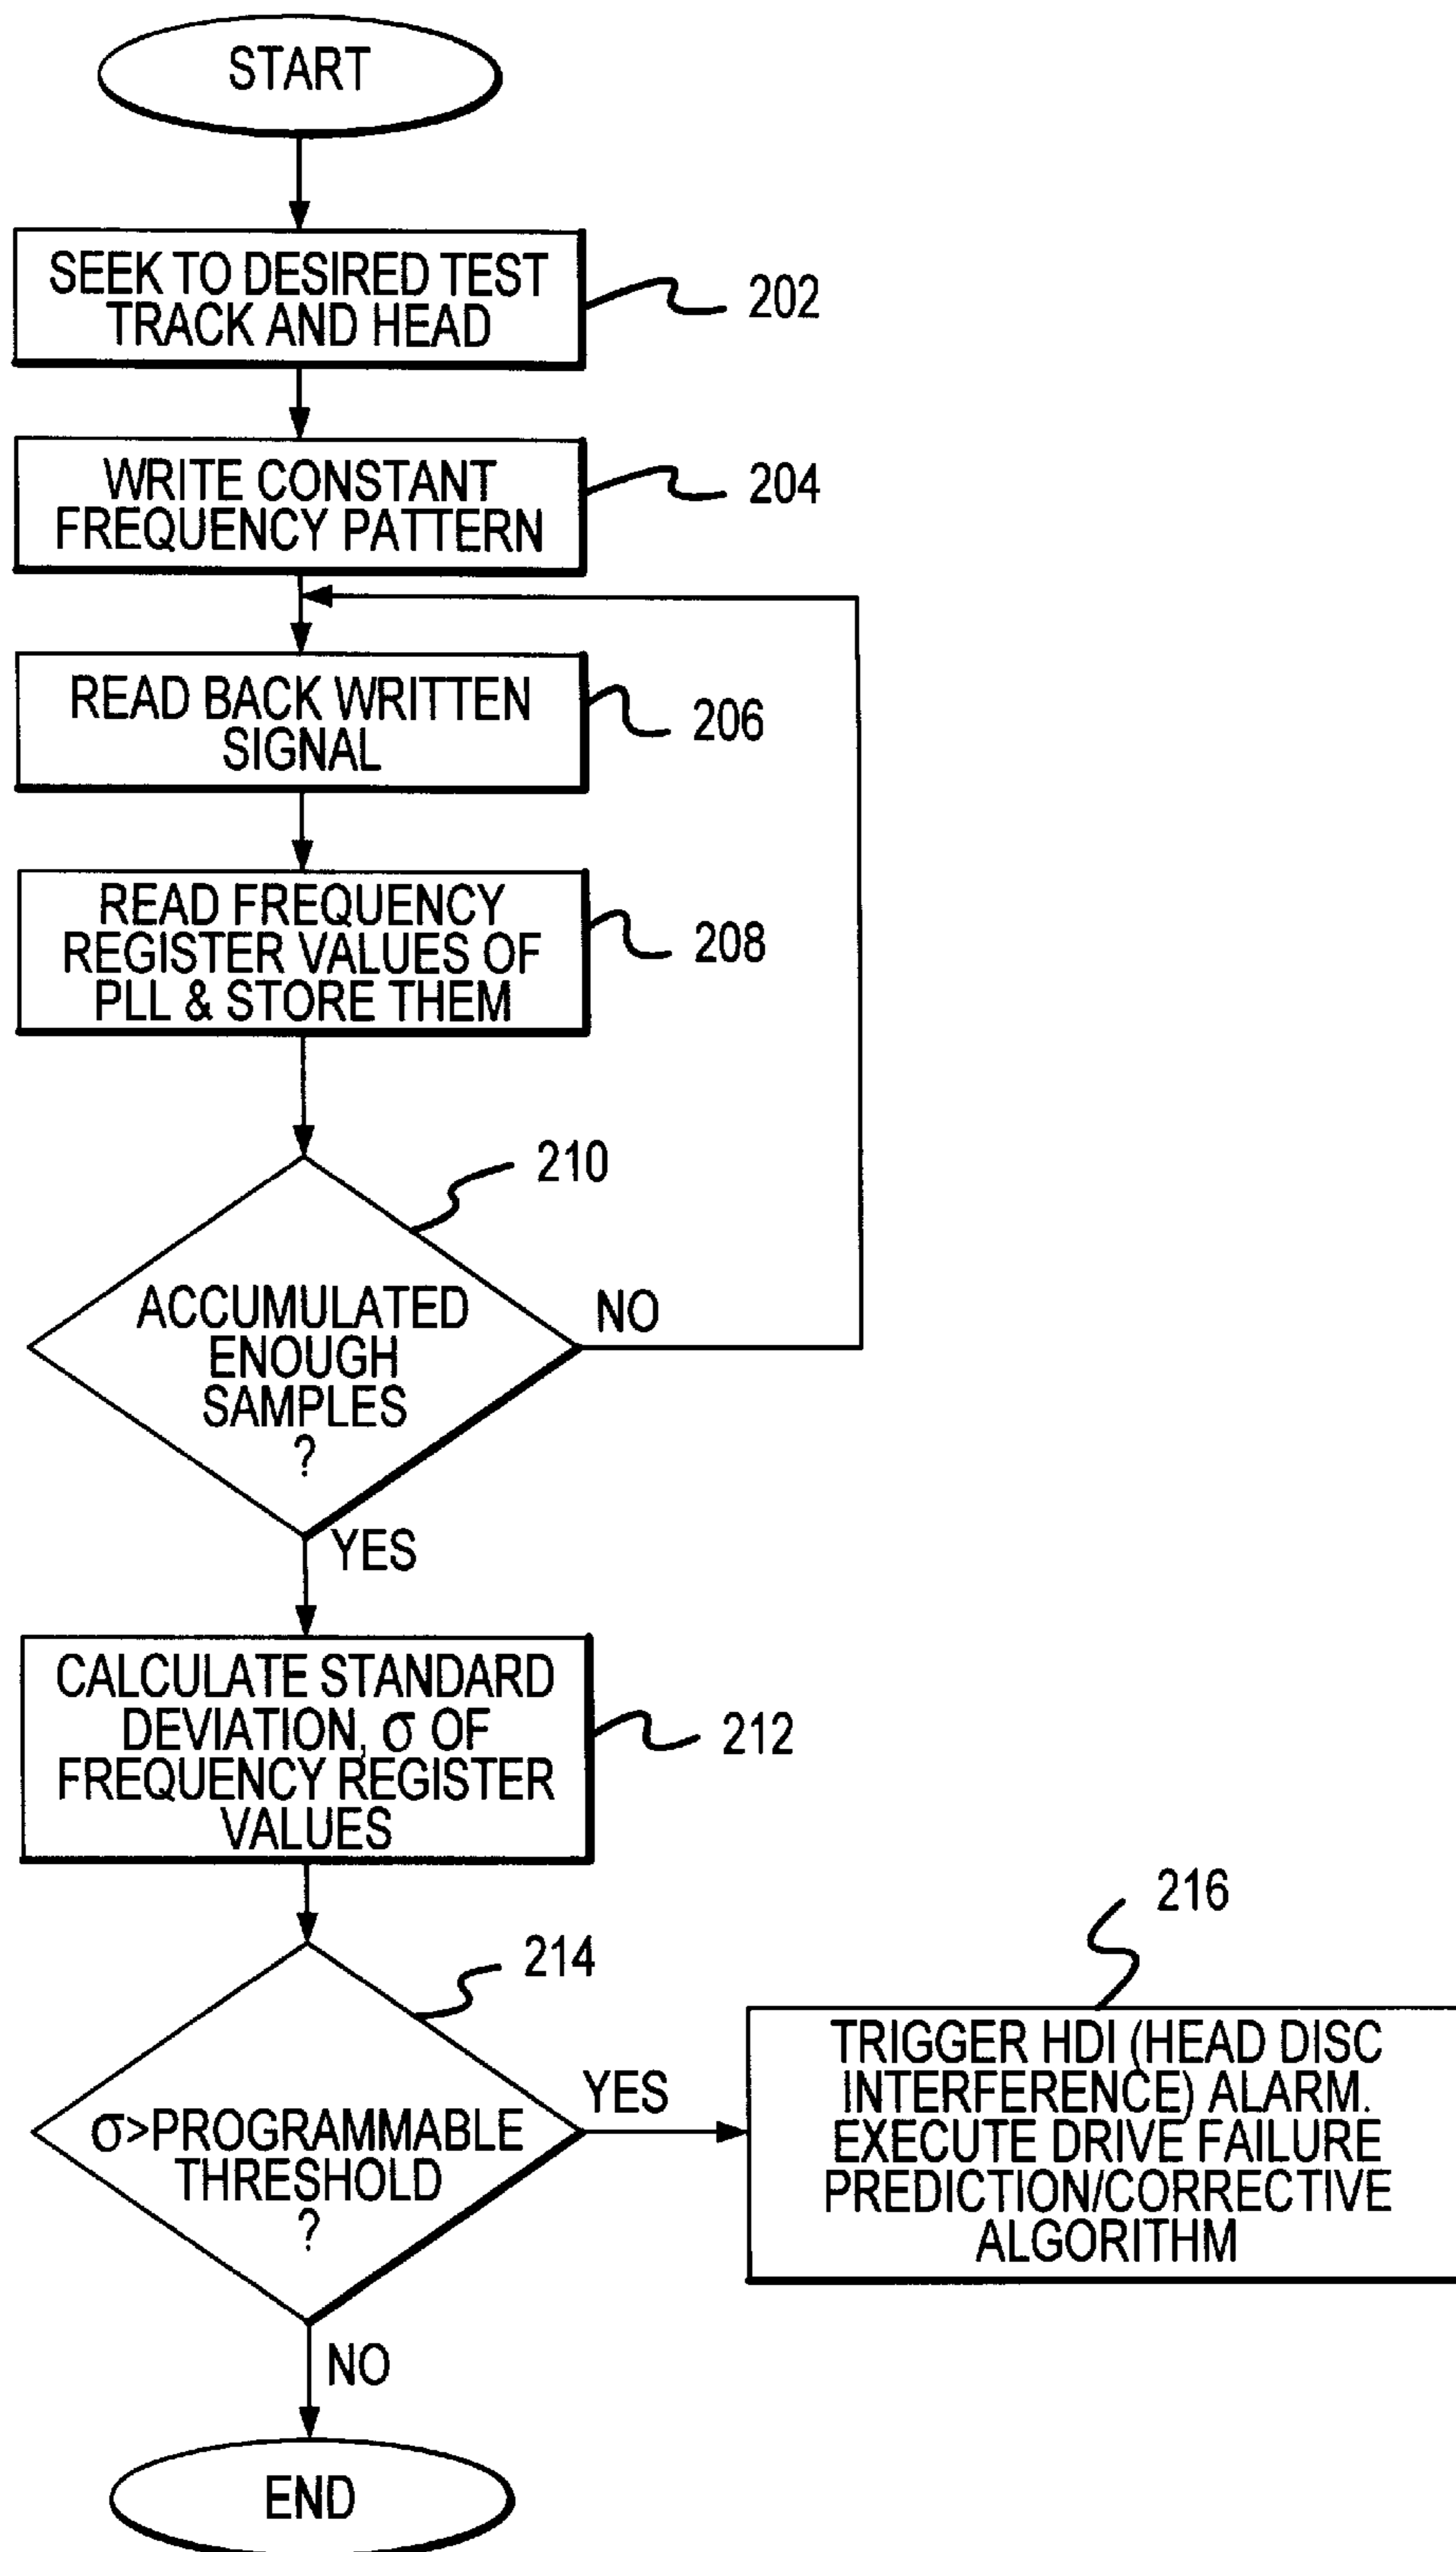 START
SEEK TO DESIRED TEST
TRACK AND HEAD
202
WRITE CONSTANT
FREQUENCY PATTERN
204
READ BACK WRITTEN
SIGNAL
206
READ FREQUENCY
REGISTER VALUES OF
PLL & STORE THEM
208
210
ACCUMULATED
ENOUGH
SAMPLES
?
NO
YES
CALCULATE STANDARD
DEVIATION, σ OF
FREQUENCY REGISTER
VALUES
212
214
σ>PROGRAMMABLE
THRESHOLD
?
YES
216
TRIGGER HDI (HEAD DISC
INTERFERENCE) ALARM.
EXECUTE DRIVE FAILURE
PREDICTION/CORRECTIVE
ALGORITHM
NO
END